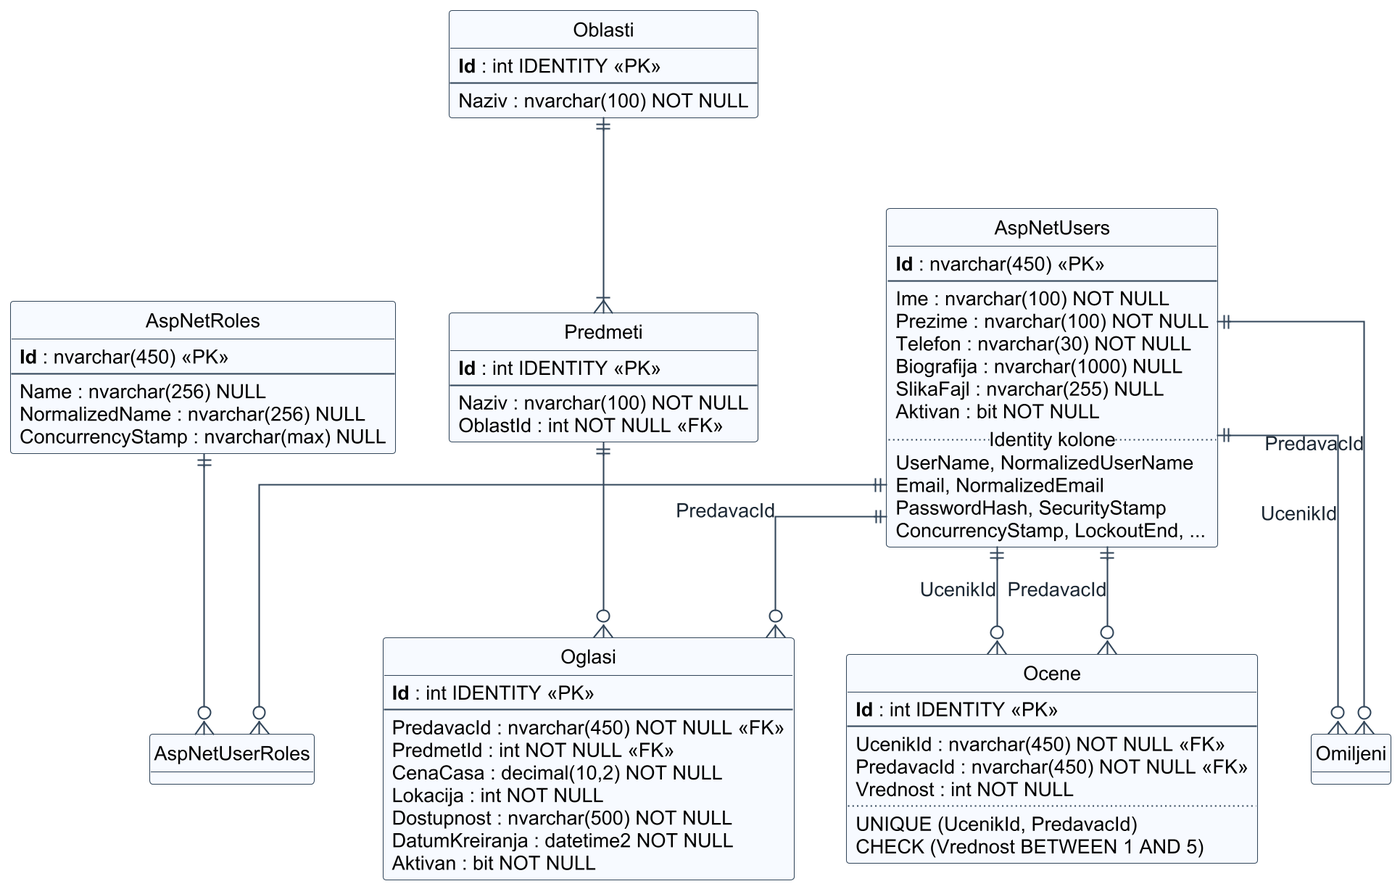 Oblasti
Id : int IDENTITY «PK»
Naziv : nvarchar(100) NOT NULL
AspNetUsers
Id : nvarchar(450) «PK»
Ime : nvarchar(100) NOT NULL
Prezime : nvarchar(100) NOT NULL
Telefon : nvarchar(30) NOT NULL
Biografija : nvarchar(1000) NULL
SlikaFajl : nvarchar(255) NULL
Aktivan : bit NOT NULL
Identity kolone
UserName, NormalizedUserName
Email, NormalizedEmail
PasswordHash, SecurityStamp
ConcurrencyStamp, LockoutEnd, ...
AspNetRoles
Id : nvarchar(450) «PK»
Name : nvarchar(256) NULL
NormalizedName : nvarchar(256) NULL
ConcurrencyStamp : nvarchar(max) NULL
Predmeti
Id : int IDENTITY «PK»
Naziv : nvarchar(100) NOT NULL
OblastId : int NOT NULL «FK»
PredavacId
UcenikId
PredavacId
UcenikId
PredavacId
Oglasi
Id : int IDENTITY «PK»
PredavacId : nvarchar(450) NOT NULL «FK»
PredmetId : int NOT NULL «FK»
CenaCasa : decimal(10,2) NOT NULL
Lokacija : int NOT NULL
Dostupnost : nvarchar(500) NOT NULL
DatumKreiranja : datetime2 NOT NULL
Aktivan : bit NOT NULL
Ocene
Id : int IDENTITY «PK»
UcenikId : nvarchar(450) NOT NULL «FK»
PredavacId : nvarchar(450) NOT NULL «FK»
Vrednost : int NOT NULL
UNIQUE (UcenikId, PredavacId)
CHECK (Vrednost BETWEEN 1 AND 5)
AspNetUserRoles
Omiljeni